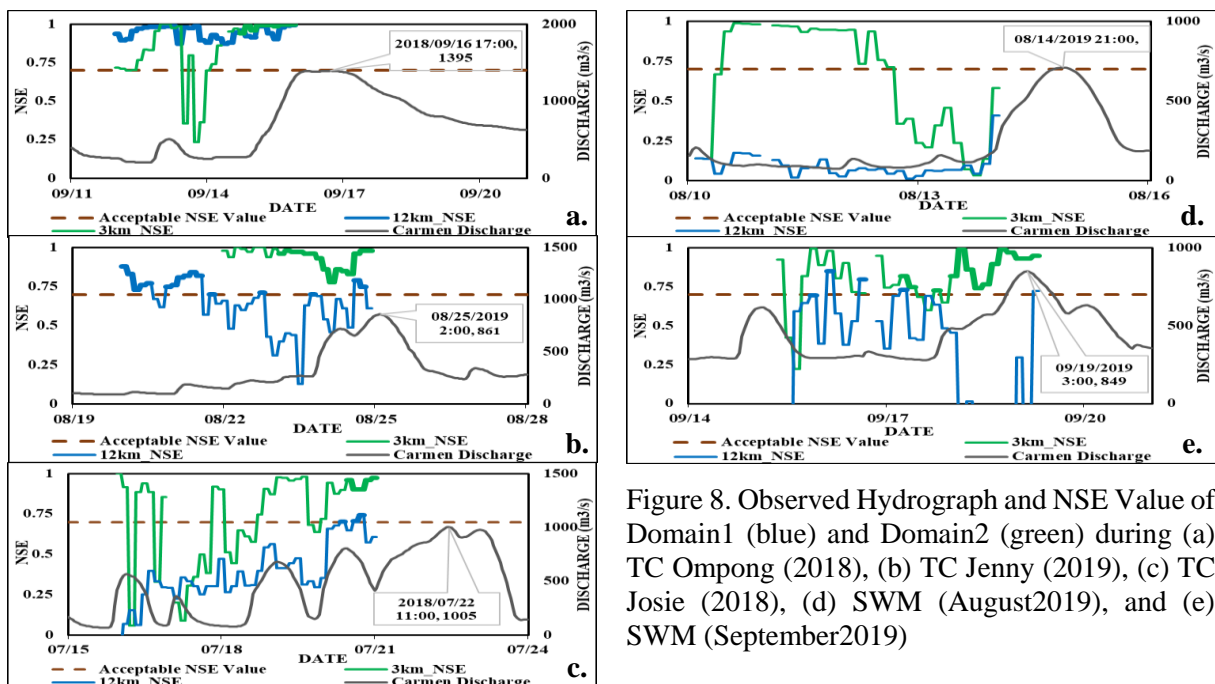 1
0.75
0.5
0.25
0
NSE
2000
1500
1000
500
0
DISCHARGE (m3/s)
2018/09/16 17:00,
1395
09/11
09/14
09/17
09/20
DATE
Acceptable NSE Value
12km_NSE
3km_NSE
Carmen Discharge
a.
1
0.75
0.5
0.25
0
NSE
1500
1000
500
0
DISCHARGE (m3/s)
08/25/2019
2:00, 861
08/19
08/22
08/25
08/28
DATE
Acceptable NSE Value
3km_NSE
12km_NSE
Carmen Discharge
b.
1
0.75
0.5
0.25
0
NSE
1500
1000
500
0
DISCHARGE (m3/s)
2018/07/22
11:00, 1005
07/15
07/18
07/21
07/24
DATE
Acceptable NSE Value
3km_NSE
12km_NSE
Carmen Discharge
c.
1
0.75
0.5
0.25
0
NSE
1000
500
0
DISCHARGE (m3/s)
08/14/2019 21:00,
708
08/10
08/13
08/16
DATE
Acceptable NSE Value
3km_NSE
12km_NSE
Carmen Discharge
d.
1
0.75
0.5
0.25
0
NSE
1000
500
0
DISCHARGE (m3/s)
09/19/2019
3:00, 849
09/14
09/17
09/20
DATE
Acceptable NSE Value
3km_NSE
12km_NSE
Carmen Discharge
e.
Figure 8. Observed Hydrograph and NSE Value of
Domain1 (blue) and Domain2 (green) during (a)
TC Ompong (2018), (b) TC Jenny (2019), (c) TC
Josie (2018), (d) SWM (August2019), and (e)
SWM (September2019)